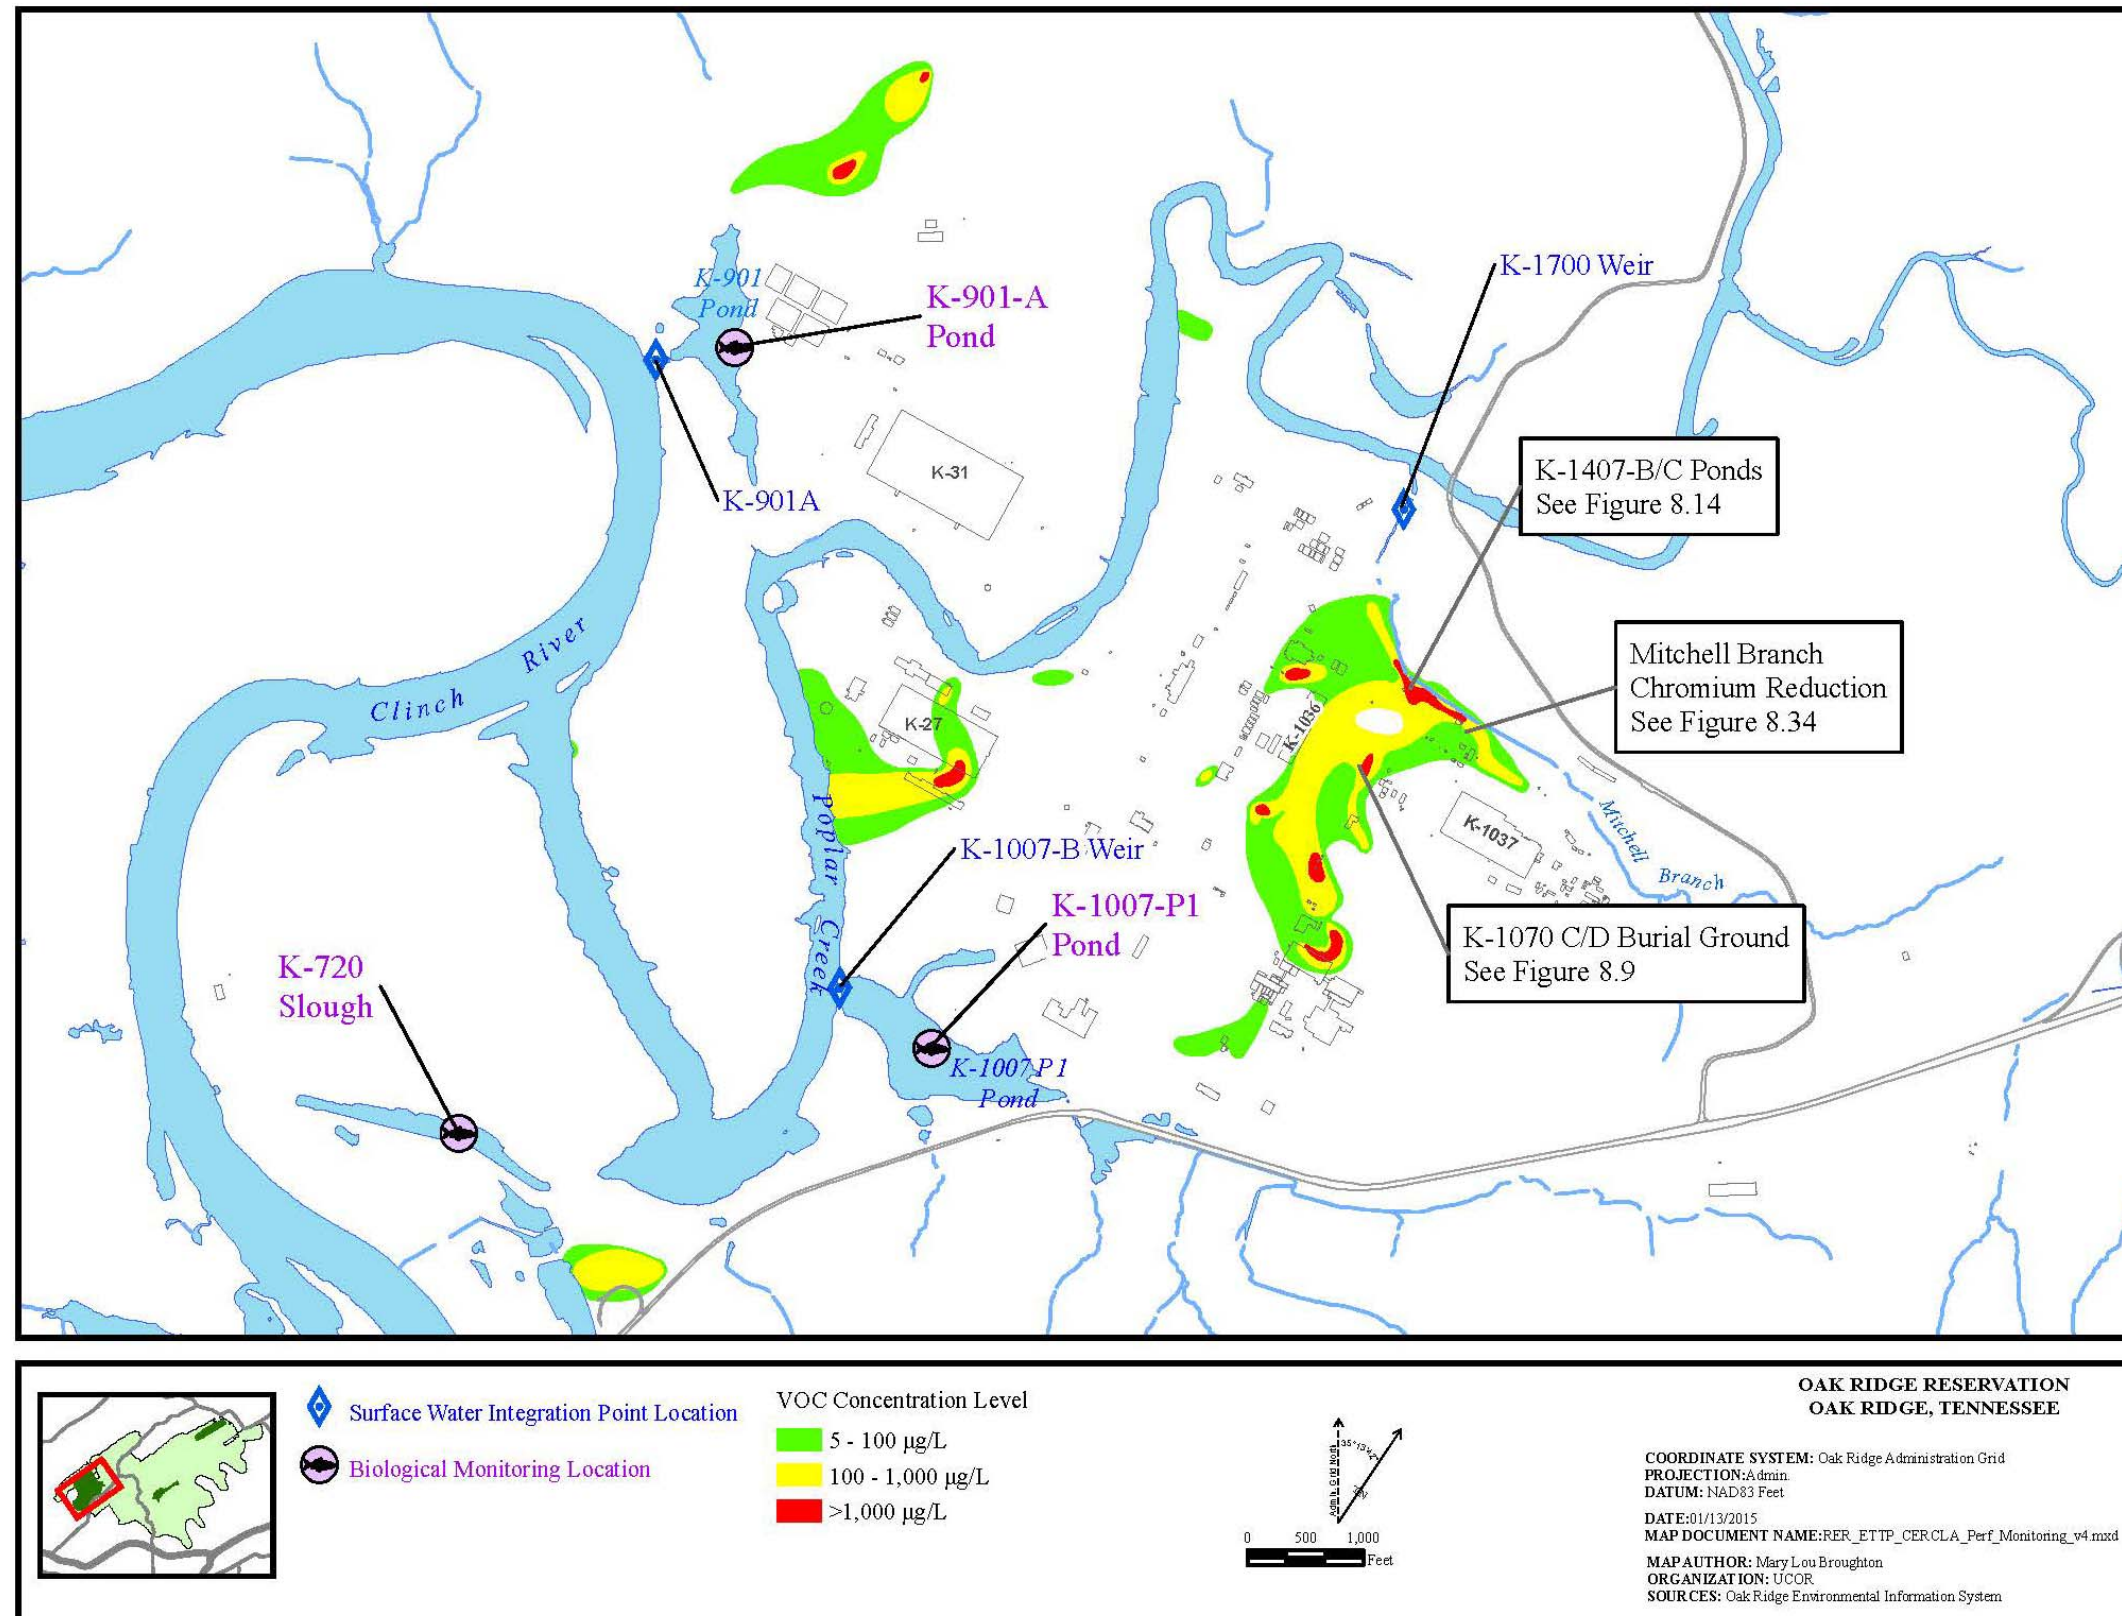 K-901
Pond
K-901-A
Pond
K-1700 Weir
K-31
K-901A
K-1407-B/C Ponds
See Figure 8.14
Clinch River
Mitchell Branch
Chromium Reduction
See Figure 8.34
K-27
K-1036
K-1037
Mitchell Branch
Poplar Creek
K-1007-B Weir
K-1007-P1
Pond
K-1070 C/D Burial Ground
See Figure 8.9
K-720
Slough
K-1007-P1
Pond
Surface Water Integration Point Location
Biological Monitoring Location
VOC Concentration Level
5 - 100 µg/L
100 - 1,000 µg/L
>1,000 µg/L
Admin. Grid North
0 500 1,000
Feet
OAK RIDGE RESERVATION
OAK RIDGE, TENNESSEE
COORDINATE SYSTEM: Oak Ridge Administration Grid
PROJECTION:Admin.
DATUM: NAD83 Feet
DATE:01/13/2015
MAP DOCUMENT NAME:RER_ETTP_CERCLA_Perf_Monitoring_v4.mxd
MAP AUTHOR: Mary Lou Broughton
ORGANIZATION: UCOR
SOURCES: Oak Ridge Environmental Information System